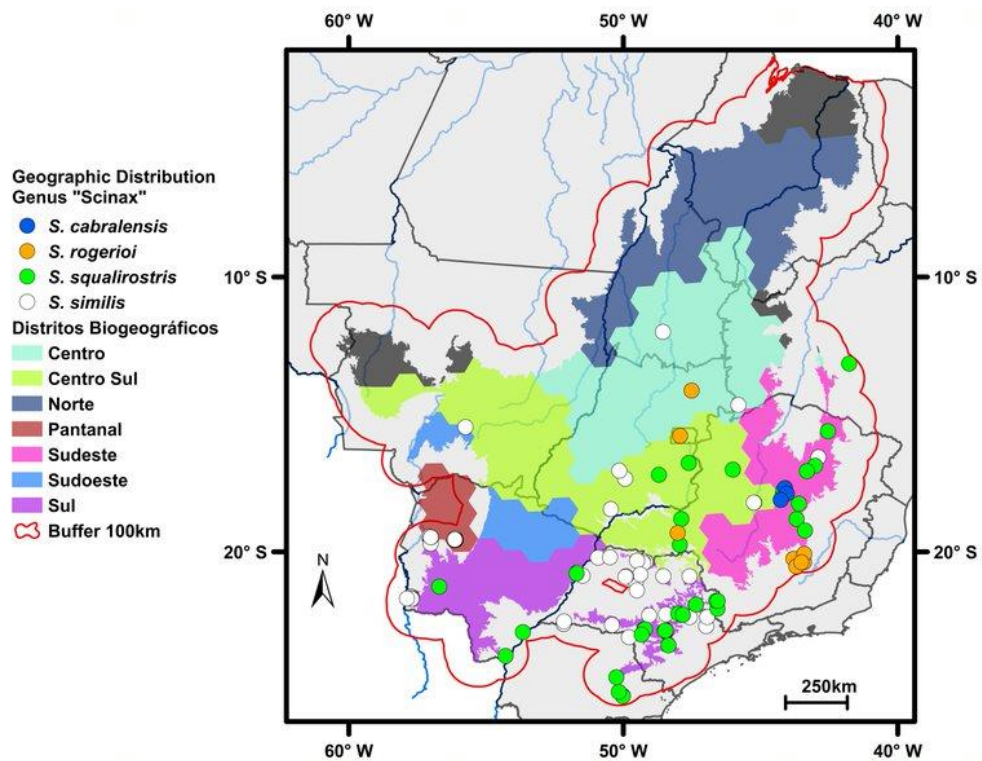 60° W 50° W 40° W
Geographic Distribution
Genus "Scinax"
S. cabralensis
S. rogerioi
S. squalirostris
S. similis
Distritos Biogeográficos
Centro
Centro Sul
Norte
Pantanal
Sudeste
Sudoeste
Sul
Buffer 100km
10° S 10° S
20° S 20° S
N
250km
60° W 50° W 40° W